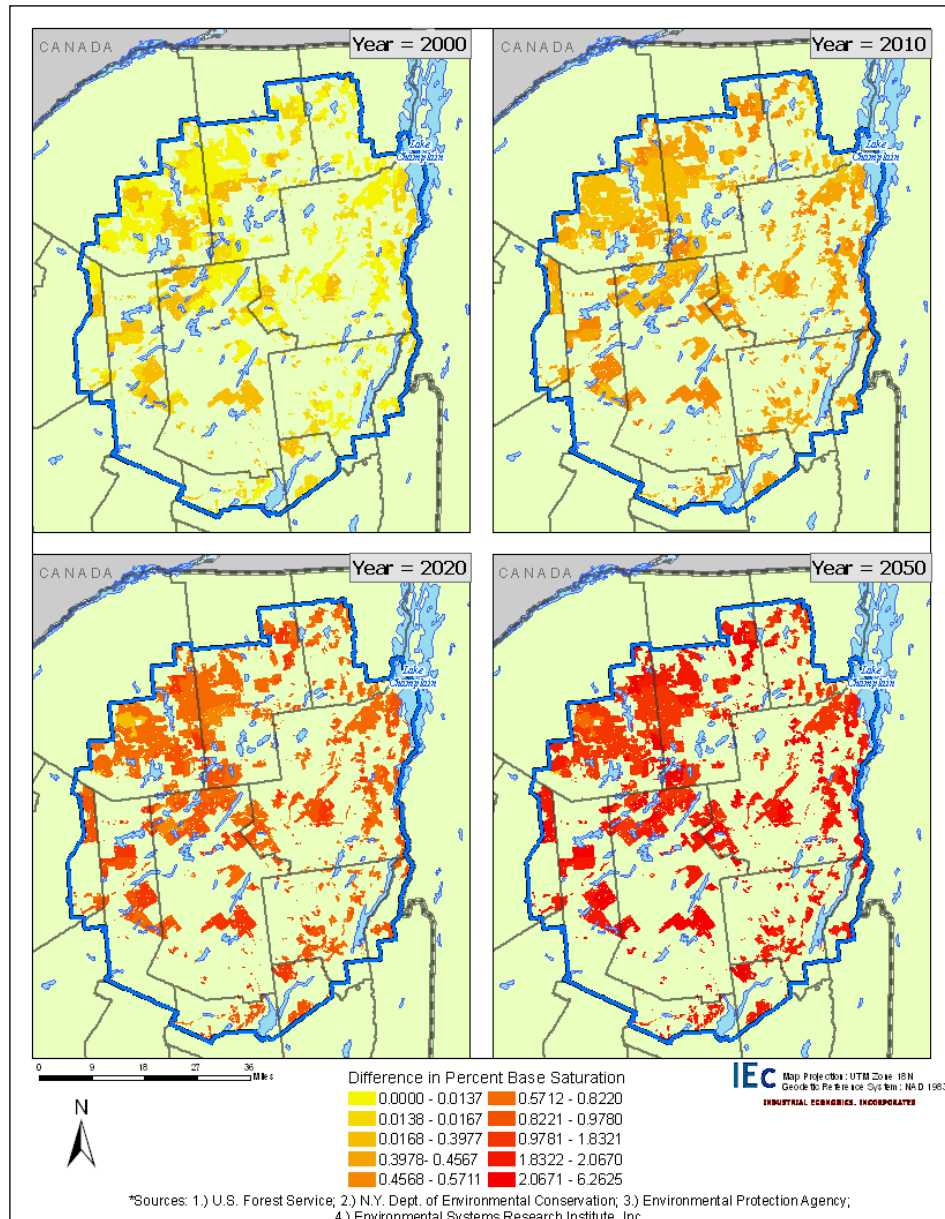 CANADA
Year = 2000
Lake
Champlain
CANADA
Year = 2010
Lake
Champlain
CANADA
Year = 2020
Lake
Champlain
CANADA
Year = 2050
Lake
Champlain
0 9 18 27 36
Miles
N
Difference in Percent Base Saturation
0.0000 - 0.0137 0.5712 - 0.8220
0.0138 - 0.0167 0.8221 - 0.9780
0.0168 - 0.3977 0.9781 - 1.8321
0.3978- 0.4567 1.8322 - 2.0670
0.4568 - 0.5711 2.0671 - 6.2625
IEc
Map Projection: UTM Zone 18N
Geodetic Reference System: NAD 1983
INDUSTRIAL ECONOMICS, INCORPORATED
*Sources: 1.) U.S. Forest Service; 2.) N.Y. Dept. of Environmental Conservation; 3.) Environmental Protection Agency;
4.) Environmental Systems Research Institute, Inc.